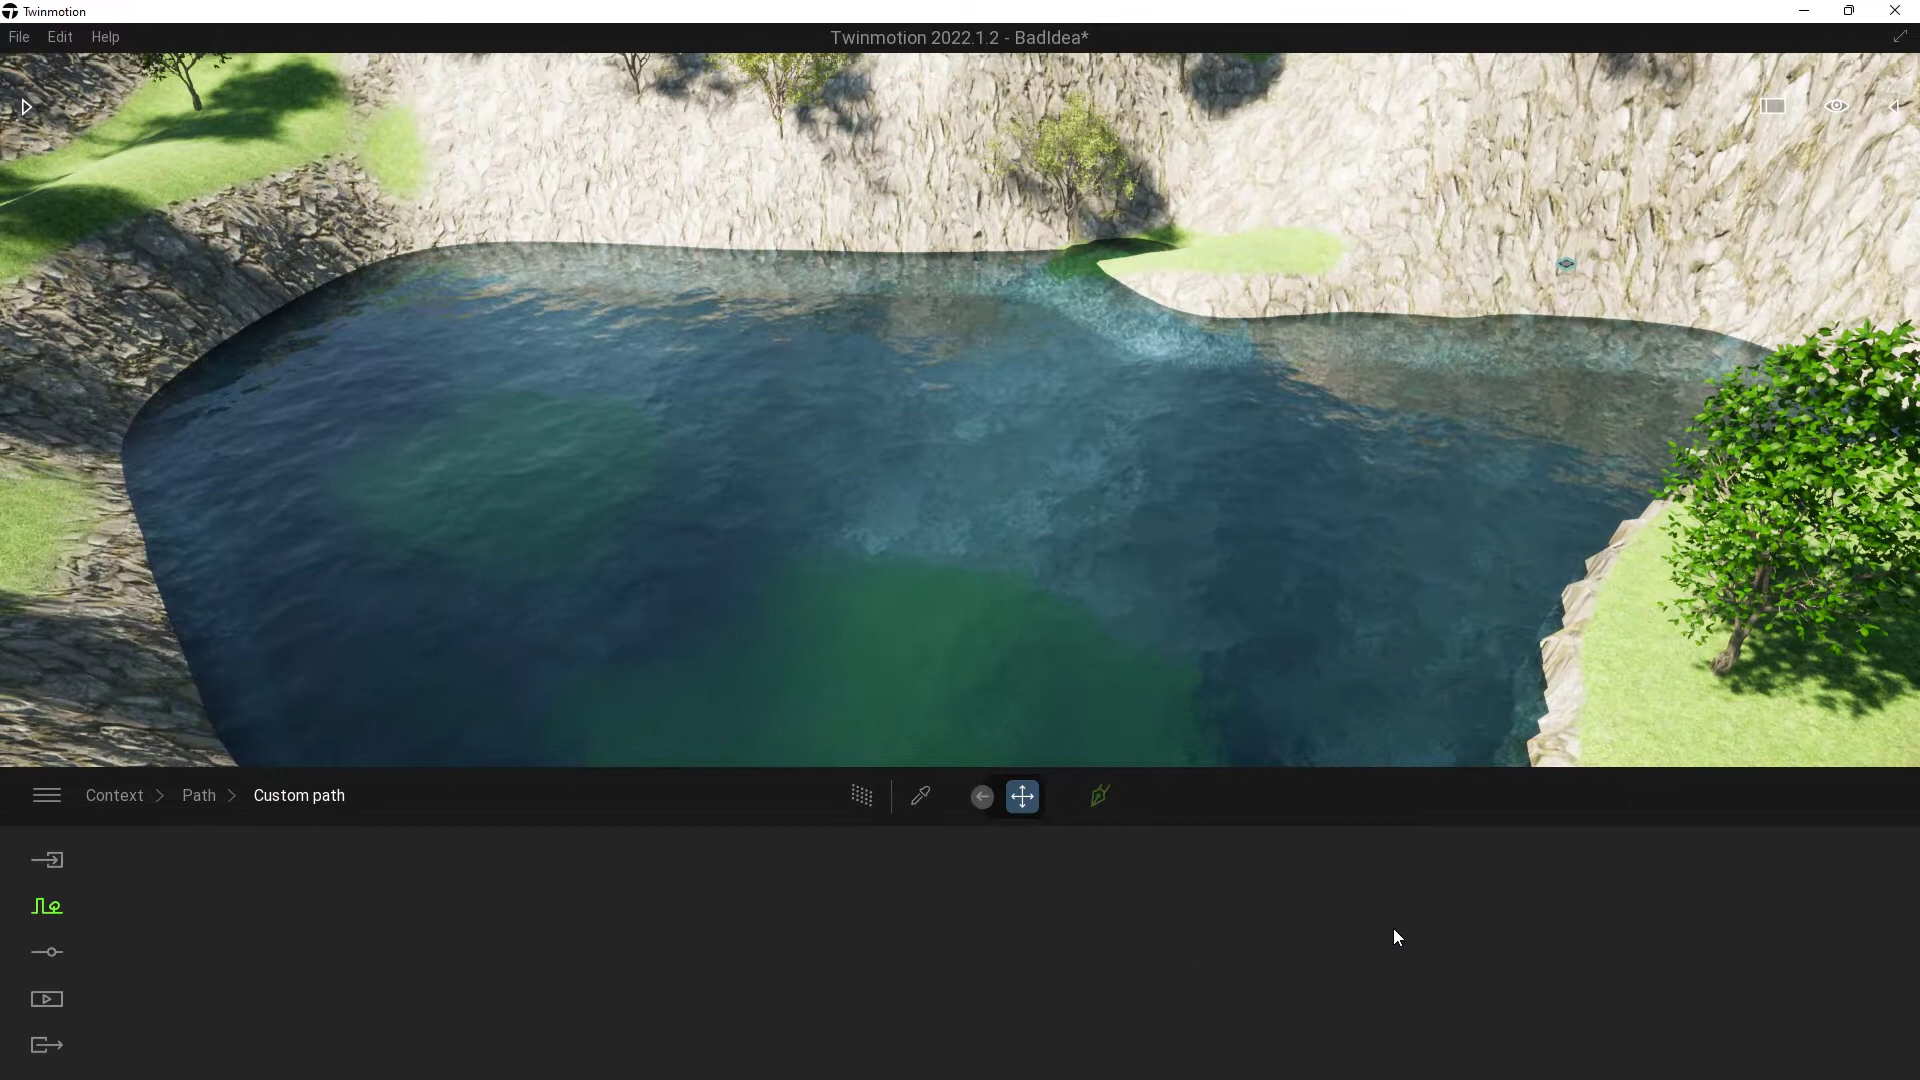 Twinmotion
File Edit Help
Twinmotion 2022.1.2 - BadIdea*
Context Path Custom path